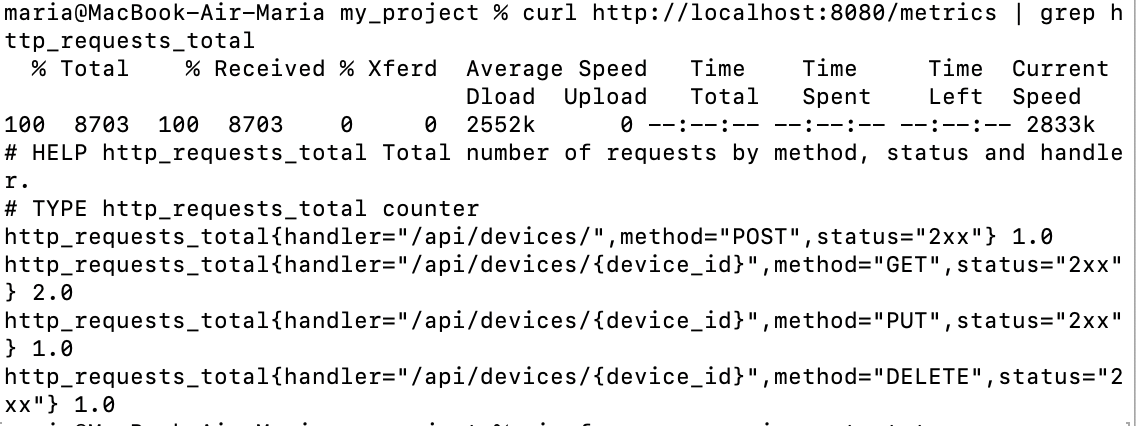 maria@MacBook-Air-Maria my_project % curl http://localhost:8080/metrics | grep h
ttp_requests_total
  % Total    % Received % Xferd  Average Speed   Time    Time     Time  Current
                                 Dload  Upload   Total   Spent    Left  Speed
100  8703  100  8703    0     0  2552k      0 --:--:-- --:--:-- --:--:-- 2833k
# HELP http_requests_total Total number of requests by method, status and handle
r.
# TYPE http_requests_total counter
http_requests_total{handler="/api/devices/",method="POST",status="2xx"} 1.0
http_requests_total{handler="/api/devices/{device_id}",method="GET",status="2xx"
} 2.0
http_requests_total{handler="/api/devices/{device_id}",method="PUT",status="2xx"
} 1.0
http_requests_total{handler="/api/devices/{device_id}",method="DELETE",status="2
xx"} 1.0